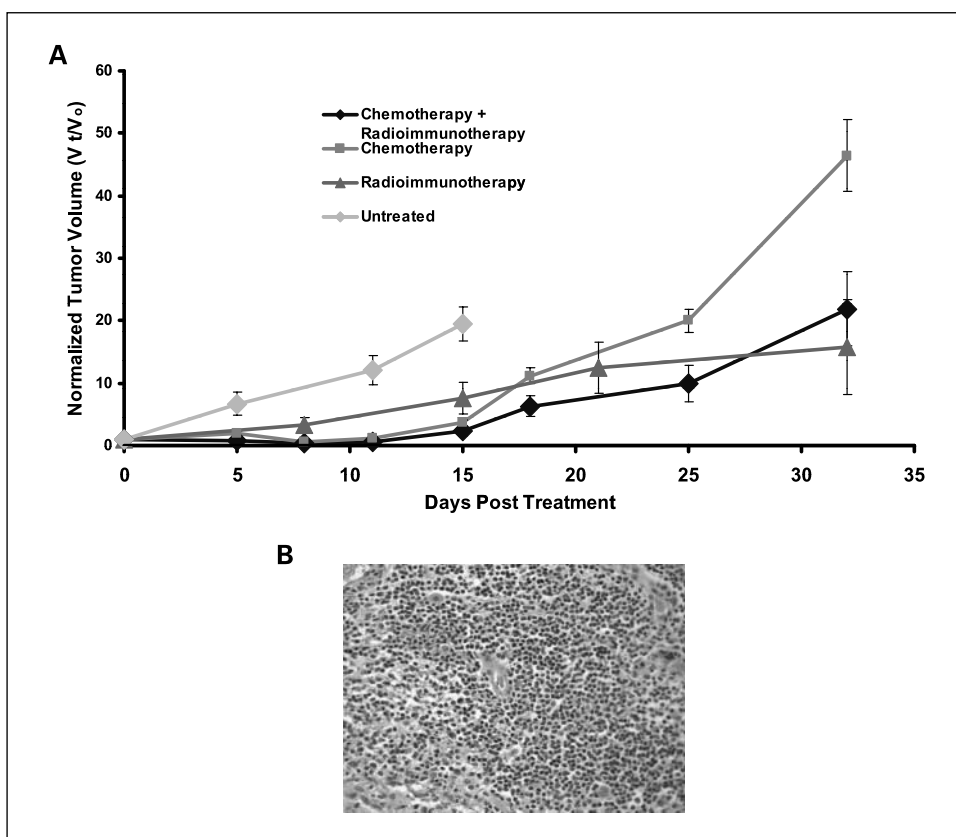 A
60
50
40
30
20
10
0
Normalized Tumor Volume (V t/Vo)
Chemotherapy +
Radioimmunotherapy
Chemotherapy
Radioimmunotherapy
Untreated
0 5 10 15 20 25 30 35
Days Post Treatment
B